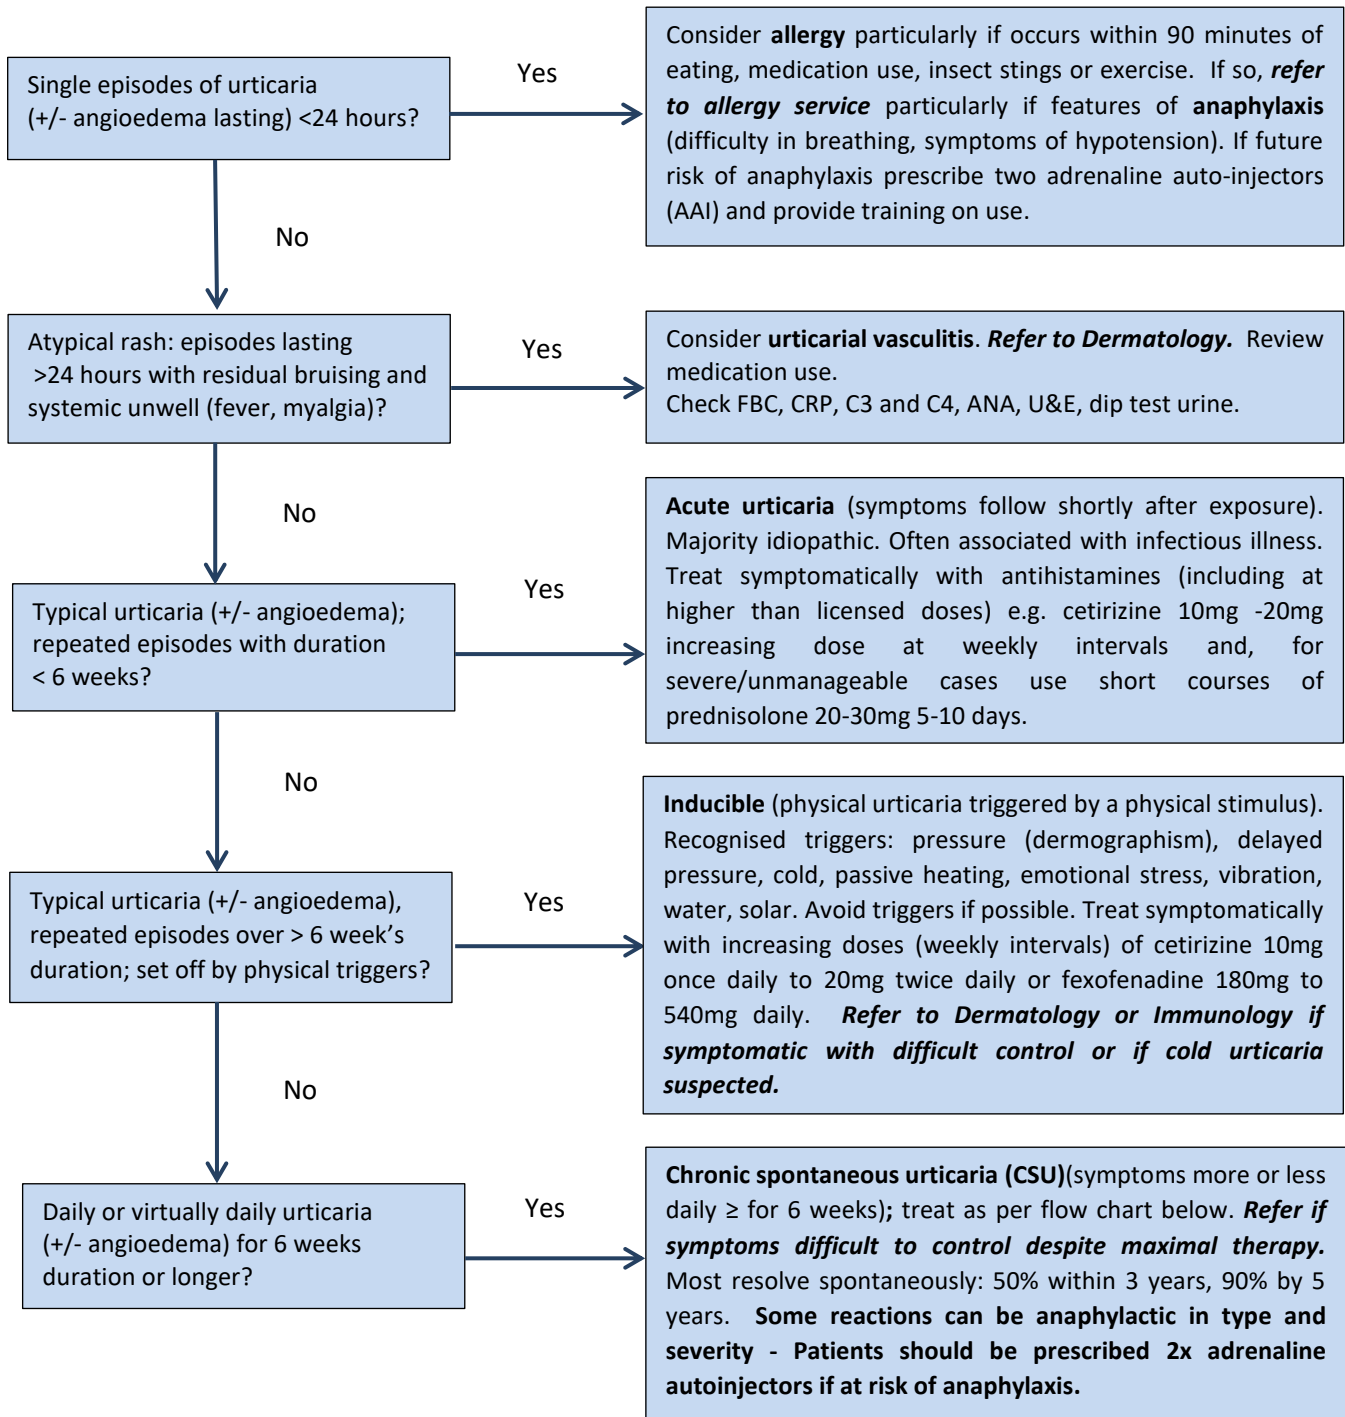 Single episodes of urticaria
(+/- angioedema lasting) <24 hours?
Yes
Consider allergy particularly if occurs within 90 minutes of
eating, medication use, insect stings or exercise. If so, refer
to allergy service particularly if features of anaphylaxis
(difficulty in breathing, symptoms of hypotension). If future
risk of anaphylaxis prescribe two adrenaline auto-injectors
(AAI) and provide training on use.
No
Atypical rash: episodes lasting
>24 hours with residual bruising and
systemic unwell (fever, myalgia)?
Yes
Consider urticarial vasculitis. Refer to Dermatology. Review
medication use.
Check FBC, CRP, C3 and C4, ANA, U&E, dip test urine.
No
Typical urticaria (+/- angioedema);
repeated episodes with duration
< 6 weeks?
Yes
Acute urticaria (symptoms follow shortly after exposure).
Majority idiopathic. Often associated with infectious illness.
Treat symptomatically with antihistamines (including at
higher than licensed doses) e.g. cetirizine 10mg -20mg
increasing dose at weekly intervals and, for
severe/unmanageable cases use short courses of
prednisolone 20-30mg 5-10 days.
No
Typical urticaria (+/- angioedema),
repeated episodes over > 6 week's
duration; set off by physical triggers?
Yes
Inducible (physical urticaria triggered by a physical stimulus).
Recognised triggers: pressure (dermographism), delayed
pressure, cold, passive heating, emotional stress, vibration,
water, solar. Avoid triggers if possible. Treat symptomatically
with increasing doses (weekly intervals) of cetirizine 10mg
once daily to 20mg twice daily or fexofenadine 180mg to
540mg daily. Refer to Dermatology or Immunology if
symptomatic with difficult control or if cold urticaria
suspected.
No
Daily or virtually daily urticaria
(+/- angioedema) for 6 weeks
duration or longer?
Yes
Chronic spontaneous urticaria (CSU)(symptoms more or less
daily ≥ for 6 weeks); treat as per flow chart below. Refer if
symptoms difficult to control despite maximal therapy.
Most resolve spontaneously: 50% within 3 years, 90% by 5
years. Some reactions can be anaphylactic in type and
severity - Patients should be prescribed 2x adrenaline
autoinjectors if at risk of anaphylaxis.